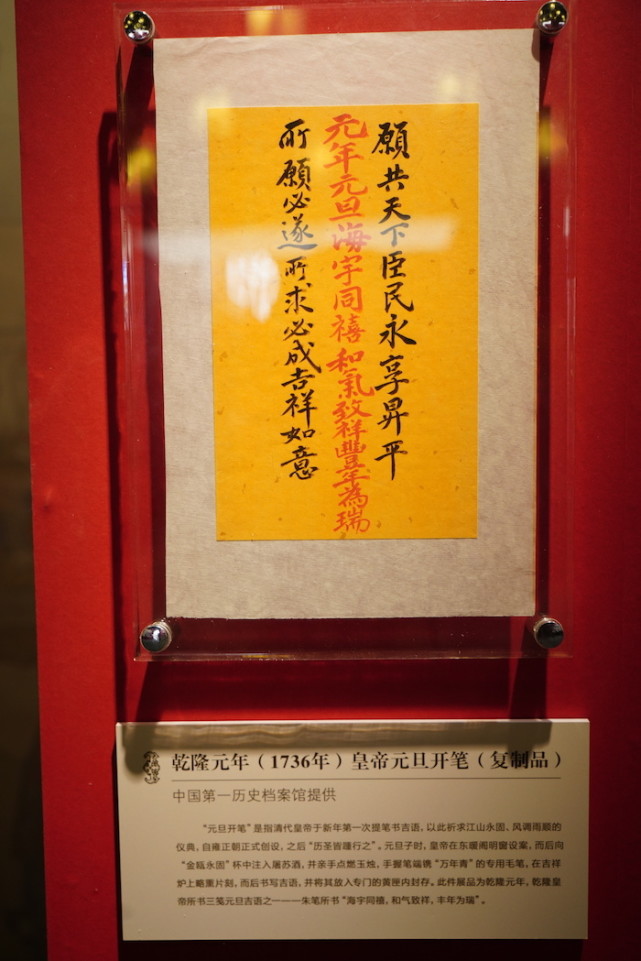 願共天下臣民永享昇平
元年元旦海宇同禧和氣致祥豐年為瑞
所願必遂所求必成吉祥如意
乾隆元年（1736年）皇帝元旦开笔（复制品）
中国第一历史档案馆提供
“元旦开笔”是指清代皇帝于新年第一次提笔书吉语，以此祈求江山永固、风调雨顺的
仪典，自雍正朝正式创设，之后“历圣皆踵行之”。元旦子时，皇帝在东暖阁明窗设案，而后向
“金瓯永固”杯中注入屠苏酒，并亲手点燃玉烛，手握笔端镌“万年青”的专用毛笔，在吉祥
炉上略熏片刻，而后书写吉语，并将其放入专门的黄匣内封存。此件展品为乾隆元年，乾隆皇
帝所书三笺元旦吉语之一——朱笔所书“海宇同禧，和气致祥，丰年为瑞”。